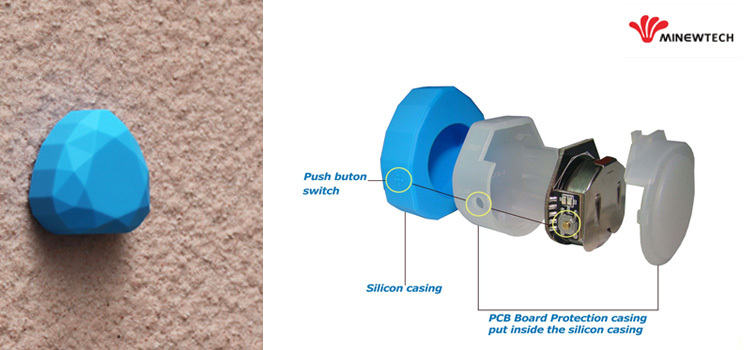 MINEWTECH
Push buton
switch
Silicon casing
PCB Board Protection casing
put inside the silicon casing